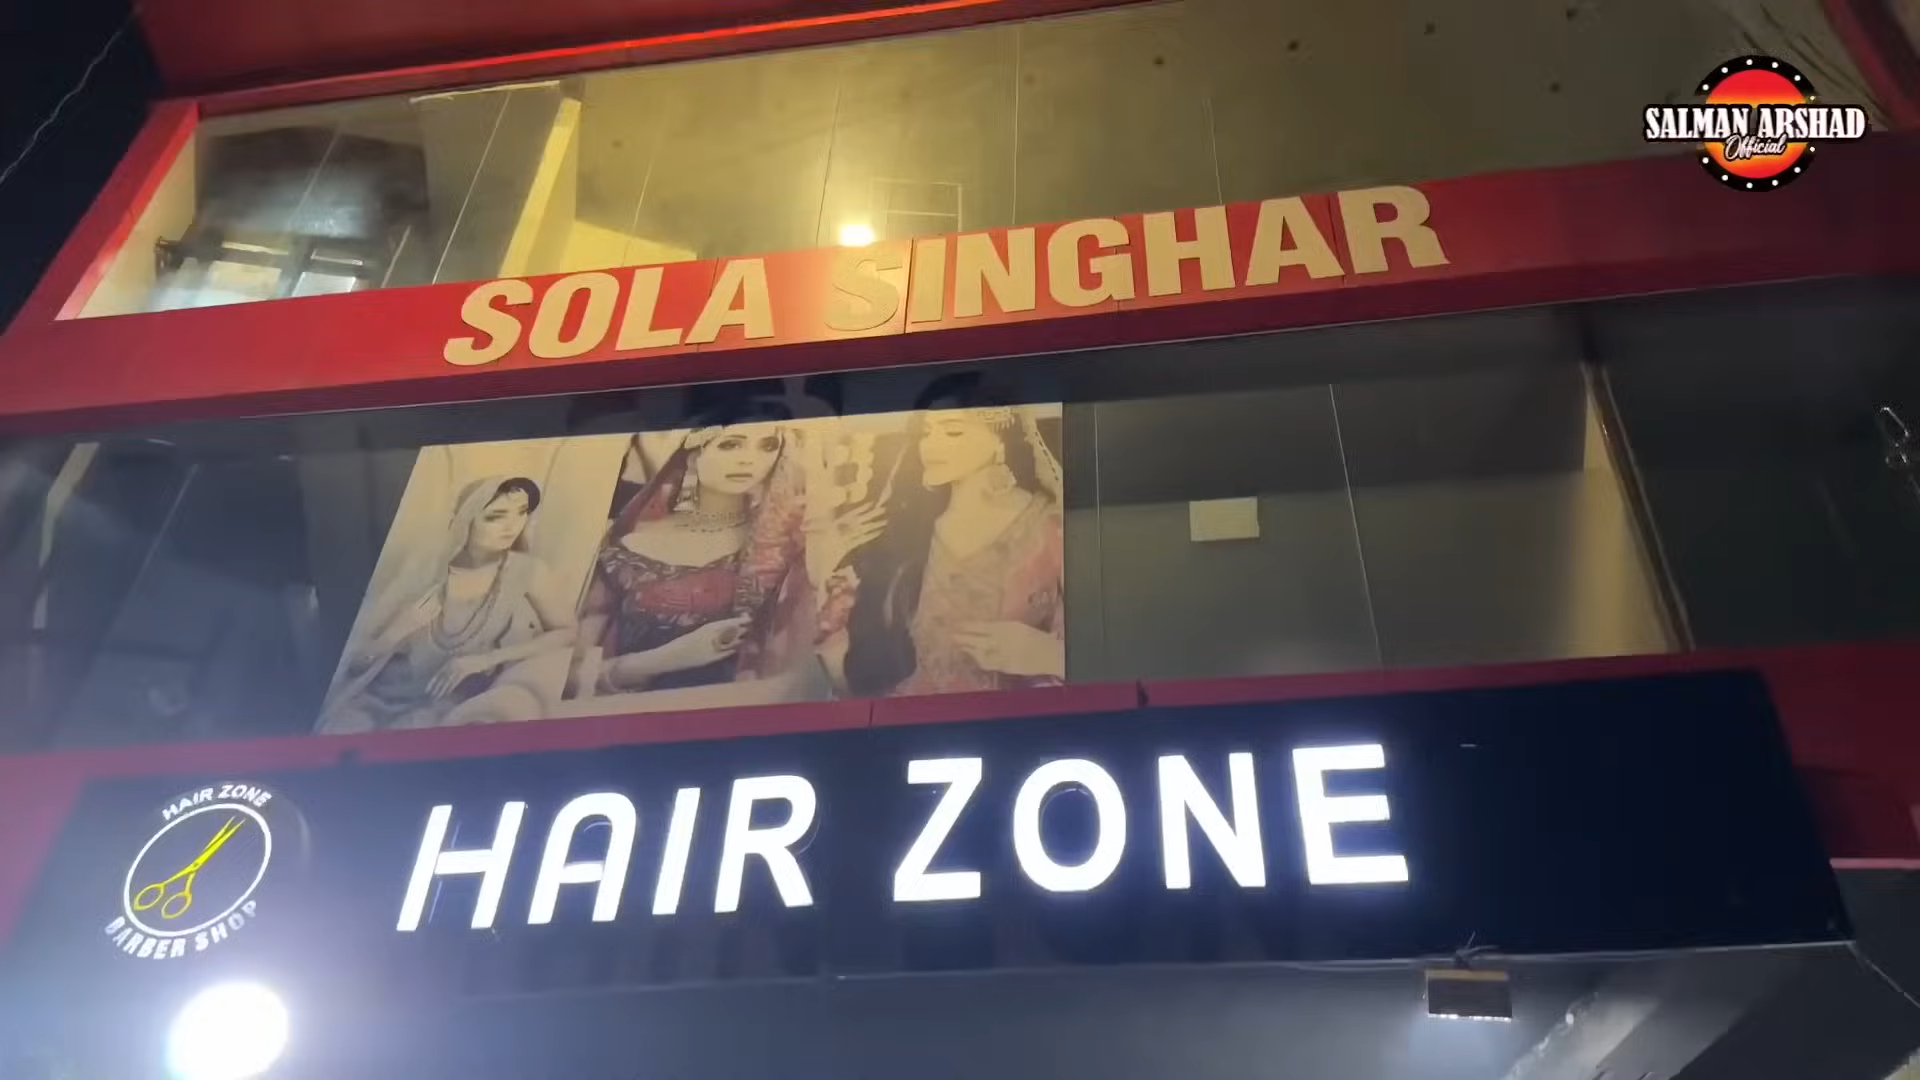 SALMAN ARSHAD
Official
SOLA SINGHAR
HAIR ZONE
HAIR ZONE
BARBER SHOP